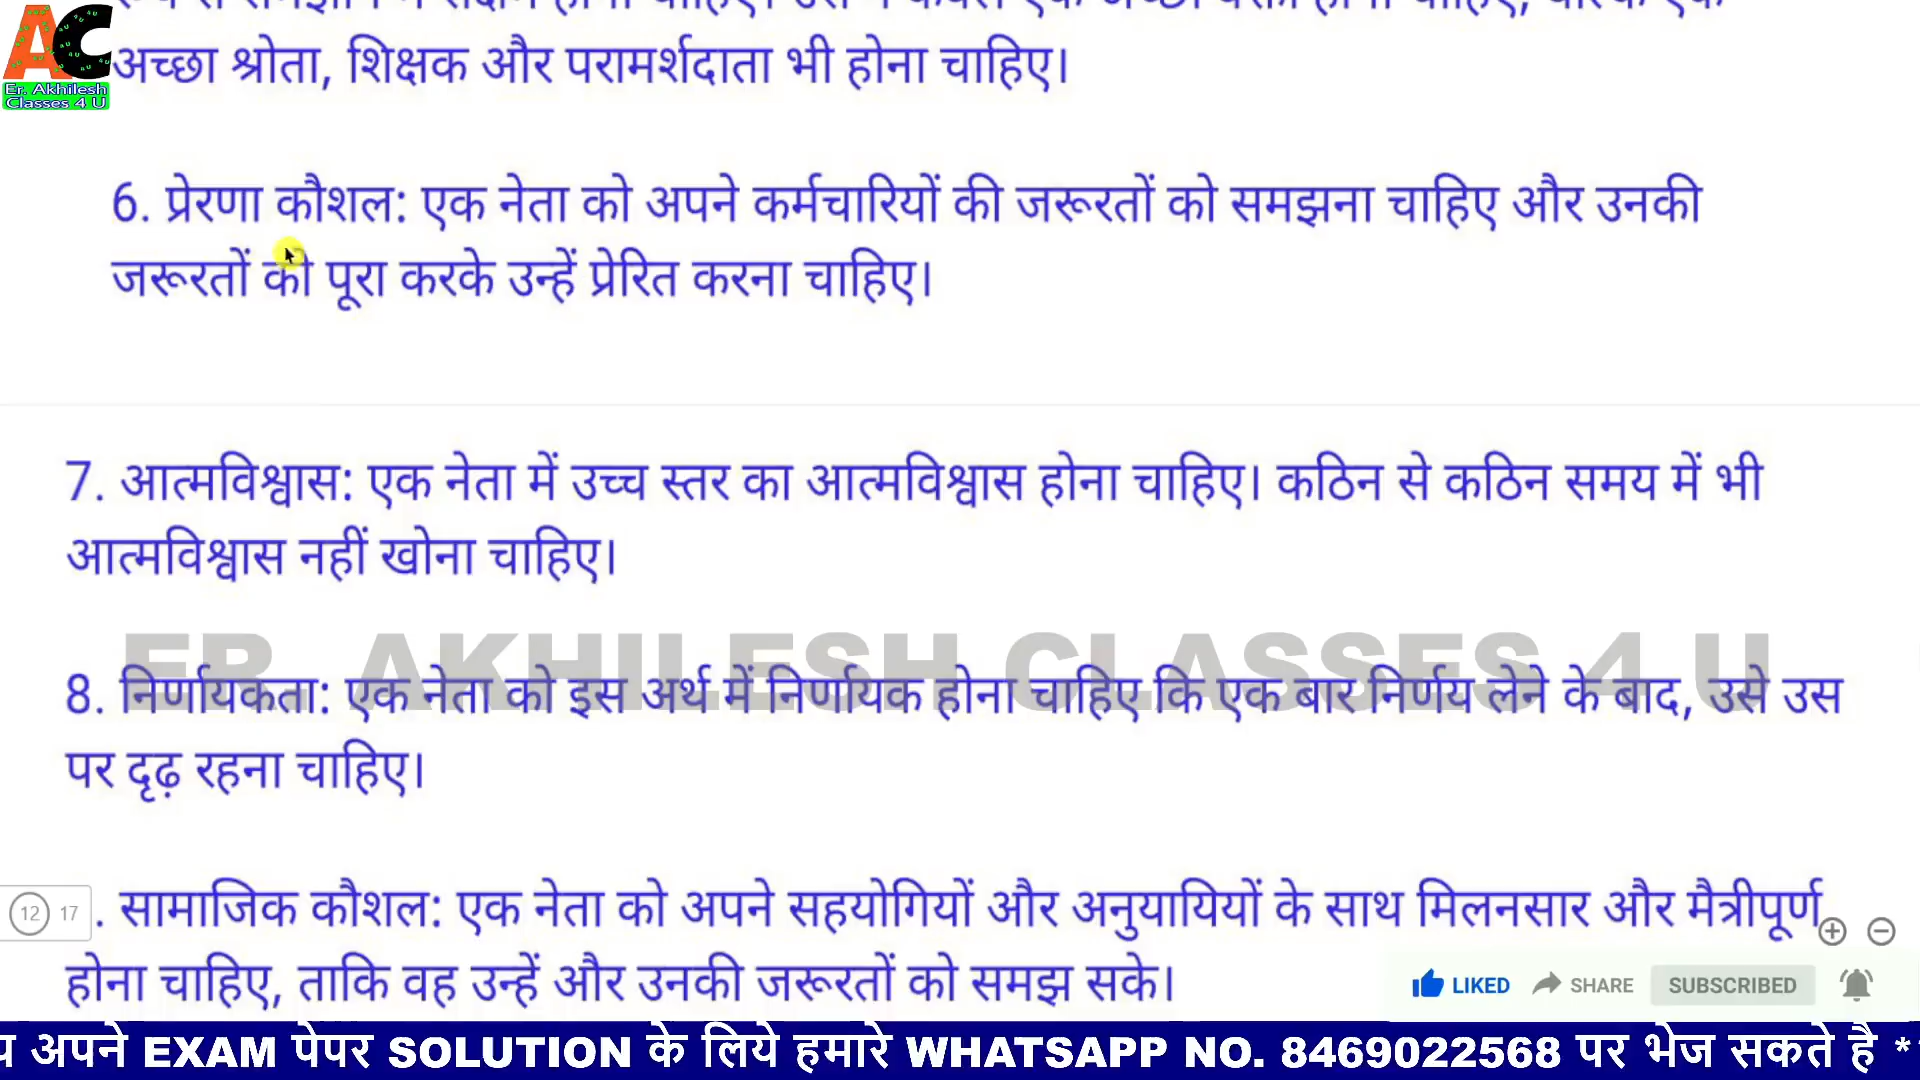 AC
Er. Akhilesh
Classes 4 U
अच्छा श्रोता, शिक्षक और परामर्शदाता भी होना चाहिए।
6. प्रेरणा कौशल: एक नेता को अपने कर्मचारियों की जरूरतों को समझना चाहिए और उनकी
जरूरतों को पूरा करके उन्हें प्रेरित करना चाहिए।
7. आत्मविश्वास: एक नेता में उच्च स्तर का आत्मविश्वास होना चाहिए। कठिन से कठिन समय में भी
आत्मविश्वास नहीं खोना चाहिए।
ER. AKHILESH CLASSES 4 U
8. निर्णायकता: एक नेता को इस अर्थ में निर्णायक होना चाहिए कि एक बार निर्णय लेने के बाद, उसे उस
पर दृढ़ रहना चाहिए।
12 17
. सामाजिक कौशल: एक नेता को अपने सहयोगियों और अनुयायियों के साथ मिलनसार और मैत्रीपूर्ण
होना चाहिए, ताकि वह उन्हें और उनकी जरूरतों को समझ सके।
LIKED SHARE SUBSCRIBED
अपने EXAM पेपर SOLUTION के लिये हमारे WHATSAPP NO. 8469022568 पर भेज सकते है *